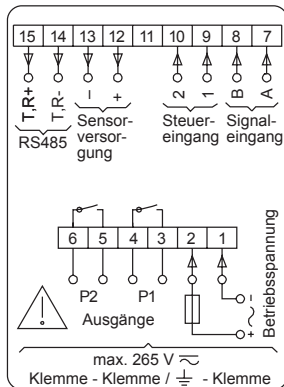 15 14 13 12 11 10 9 8 7
T,R+ T,R- – + 2 1 B A
RS485
Sensor-
versor-
gung
Steuer-
eingang
Signal-
eingang
6 5 4 3 2 1
P2 P1
Ausgänge
– +
Betriebsspannung
max. 265 V
Klemme - Klemme / - Klemme